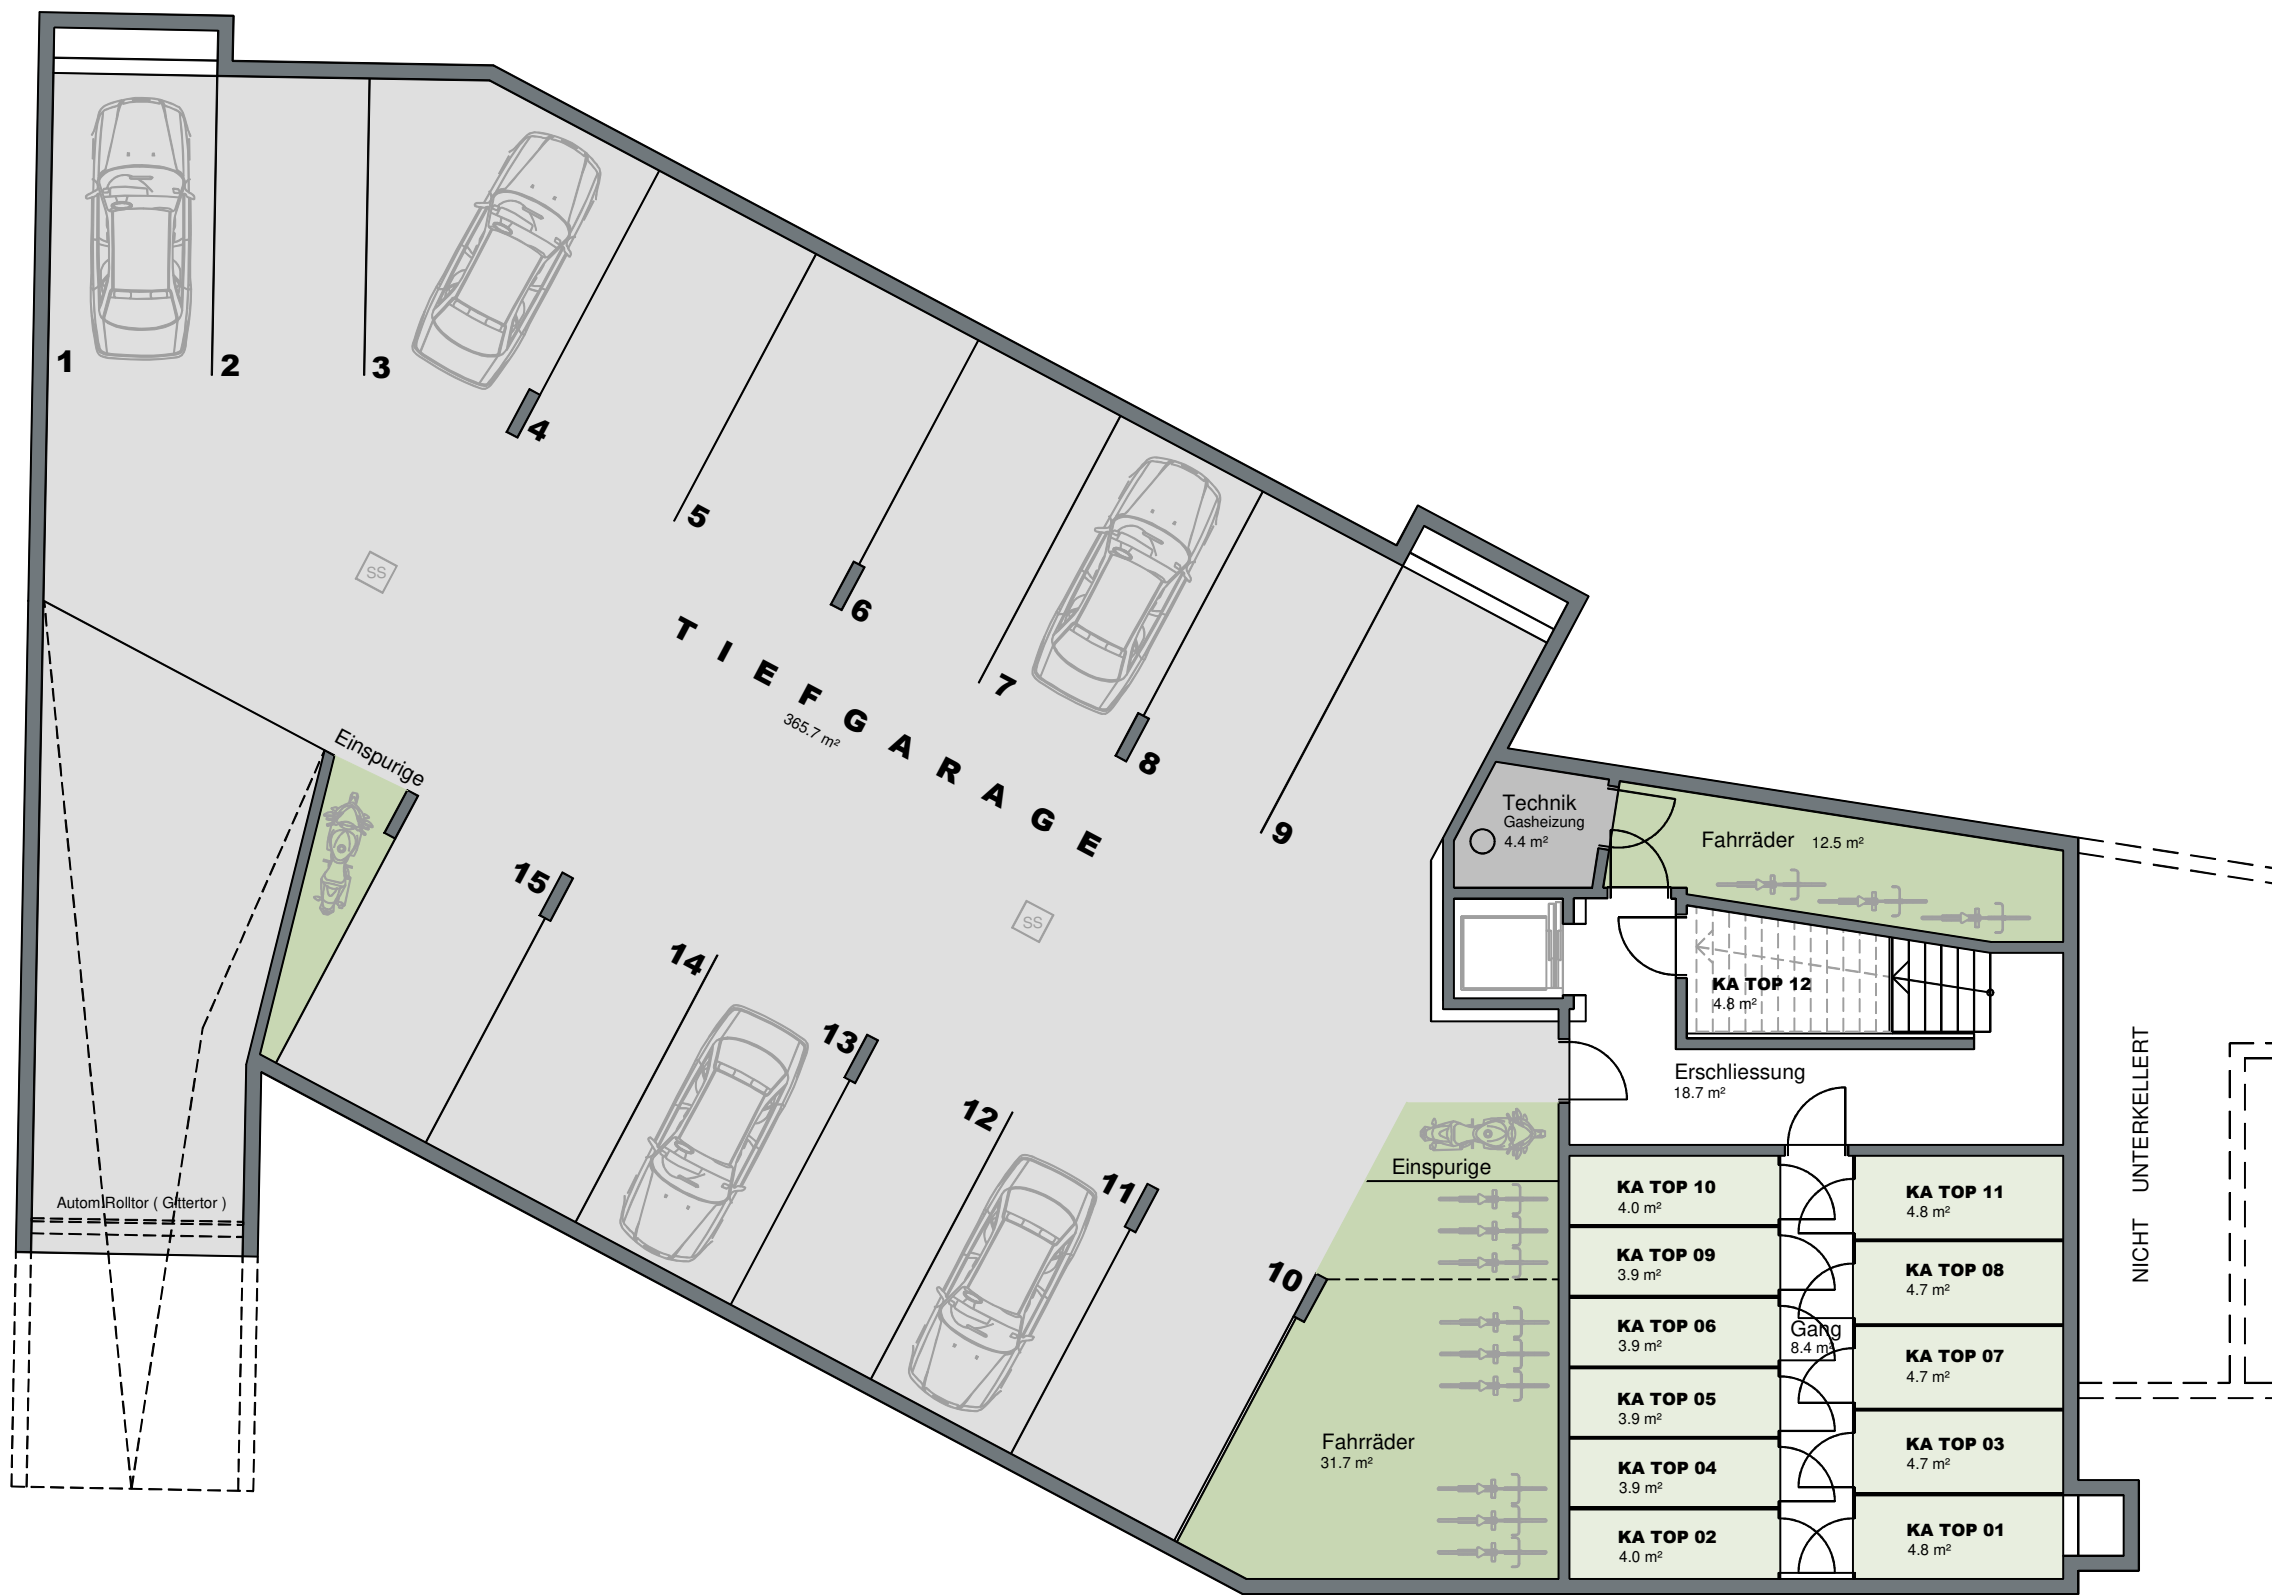 1
2
3
4
5
6
7
8
9
SS
TIEFGARAGE
365.7 m²
Einspurige
15
14
13
12
11
10
SS
Autom.Rolltor ( Gittertor )
Technik
Gasheizung
4.4 m²
Fahrräder 12.5 m²
KA TOP 12
4.8 m²
Erschliessung
18.7 m²
NICHT UNTERKELLERT
Einspurige
Fahrräder
31.7 m²
KA TOP 10
4.0 m²
KA TOP 09
3.9 m²
KA TOP 06
3.9 m²
KA TOP 05
3.9 m²
KA TOP 04
3.9 m²
KA TOP 02
4.0 m²
Gang
8.4 m²
KA TOP 11
4.8 m²
KA TOP 08
4.7 m²
KA TOP 07
4.7 m²
KA TOP 03
4.7 m²
KA TOP 01
4.8 m²